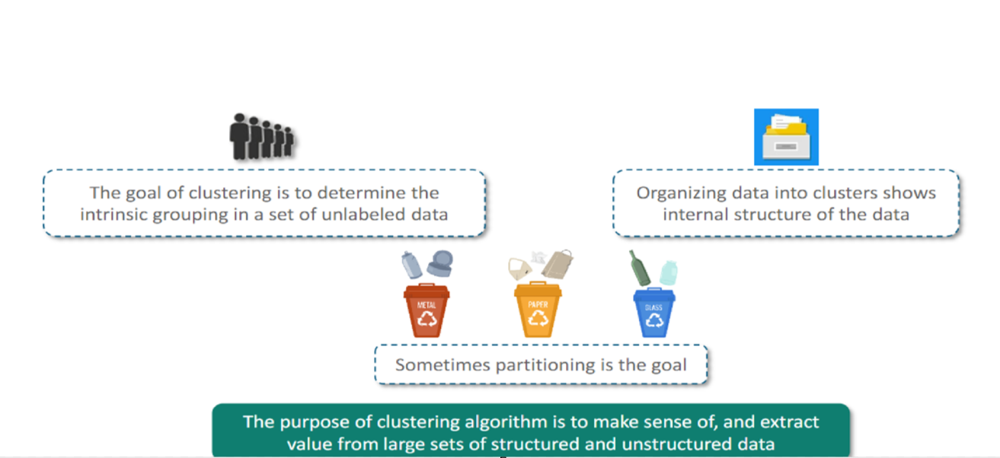 The goal of clustering is to determine the
intrinsic grouping in a set of unlabeled data
Organizing data into clusters shows
internal structure of the data
METAL
PAPER
GLASS
Sometimes partitioning is the goal
The purpose of clustering algorithm is to make sense of, and extract
value from large sets of structured and unstructured data